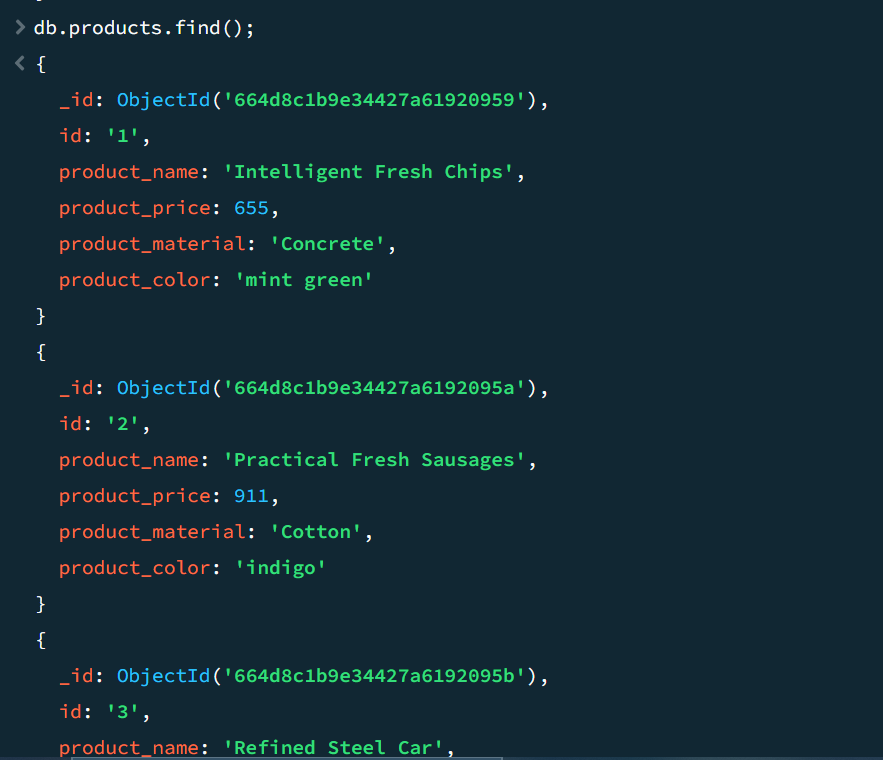 > db.products.find();
< {
_id: ObjectId('664d8c1b9e34427a61920959'),
id: '1',
product_name: 'Intelligent Fresh Chips',
product_price: 655,
product_material: 'Concrete',
product_color: 'mint green'
}
{
_id: ObjectId('664d8c1b9e34427a6192095a'),
id: '2',
product_name: 'Practical Fresh Sausages',
product_price: 911,
product_material: 'Cotton',
product_color: 'indigo'
}
{
_id: ObjectId('664d8c1b9e34427a6192095b'),
id: '3',
product_name: 'Refined Steel Car',